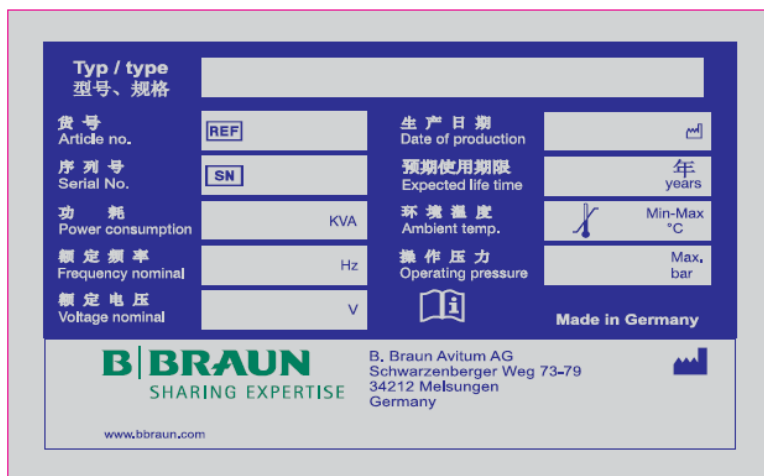 Typ / type
型号、规格
货号
Article no.
REF
生产日期
Date of production
序列号
Serial No.
SN
预期使用期限
Expected life time
年
years
功 耗
Power consumption
KVA
环境温度
Ambient temp.
Min-Max
°C
额定频率
Frequency nominal
Hz
操作压力
Operating pressure
Max.
bar
额定电压
Voltage nominal
V
Made in Germany
B|BRAUN
SHARING EXPERTISE
B. Braun Avitum AG
Schwarzenberger Weg 73-79
34212 Melsungen
Germany
www.bbraun.com